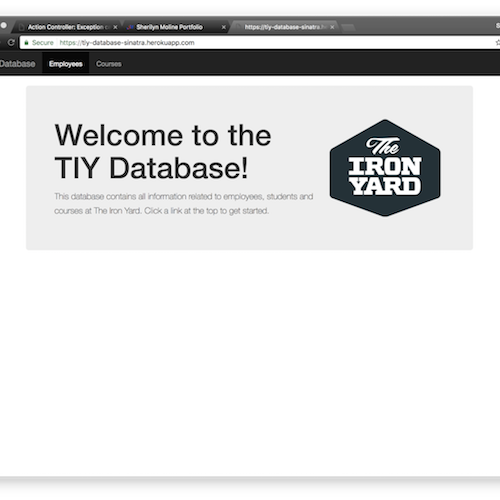 Action Controller: Exception
Sherilyn Moline Portfolio
https://tiy-database-sinatra.he
Secure
https://tiy-database-sinatra.herokuapp.com
Database
Employees
Courses
Welcome to the
TIY Database!
This database contains all information related to employees, students and
courses at The Iron Yard. Click a link at the top to get started.
The
IRON
YARD